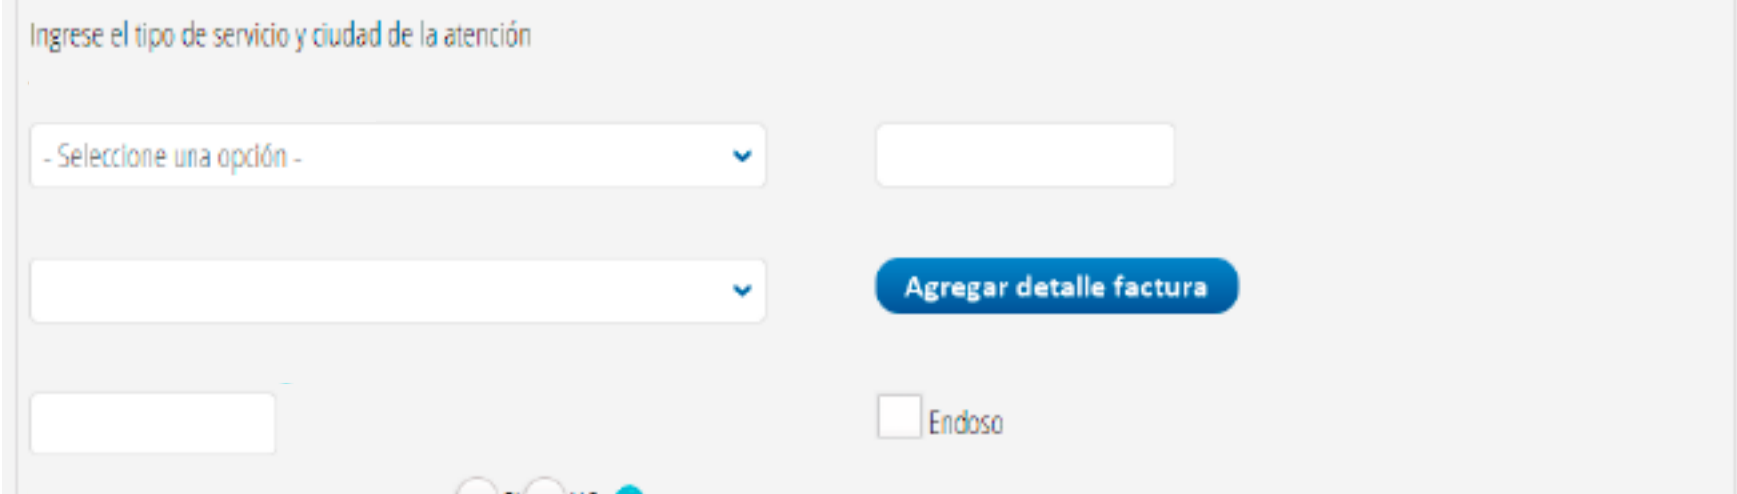 Ingrese el tipo de servicio y ciudad de la atención
- Seleccione una opción -
Agregar detalle factura
Endoso